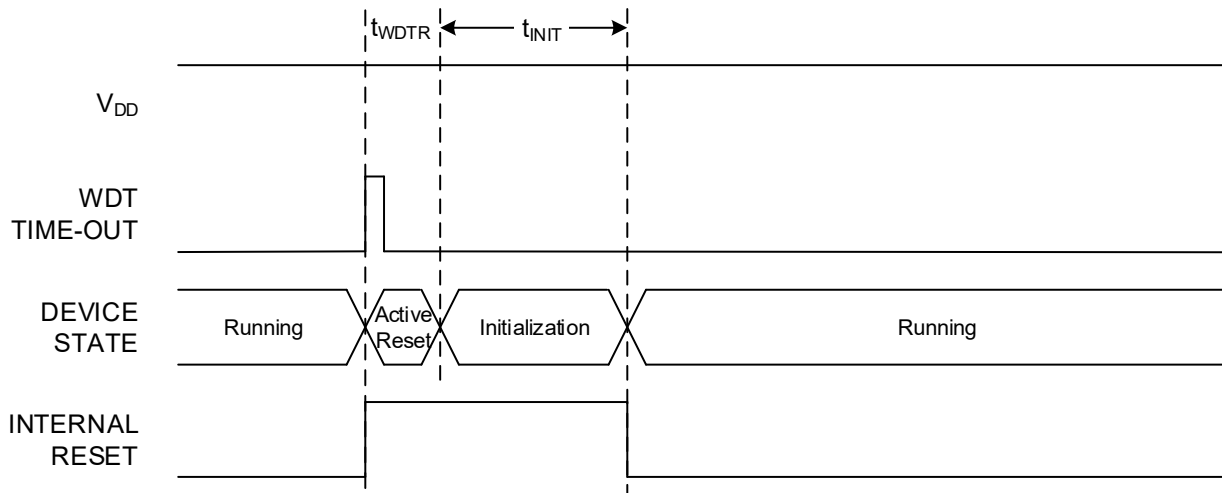 tWDTR
tINIT
VDD
WDT
TIME-OUT
DEVICE
STATE
Running
Active
Reset
Initialization
Running
INTERNAL
RESET